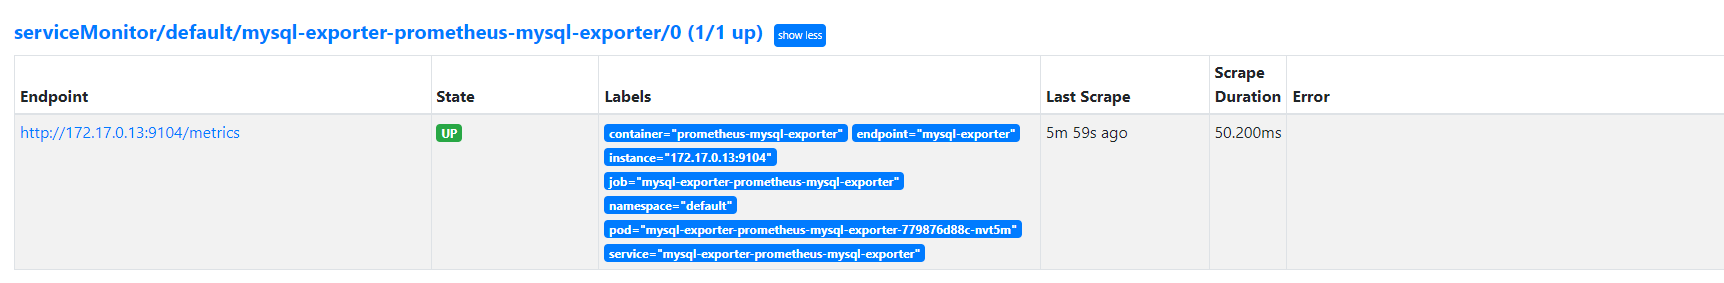 serviceMonitor/default/mysql-exporter-prometheus-mysql-exporter/0 (1/1 up) show less
Endpoint State Labels Last Scrape Scrape Duration Error
http://172.17.0.13:9104/metrics UP container="prometheus-mysql-exporter" endpoint="mysql-exporter" 5m 59s ago 50.200ms
instance="172.17.0.13:9104"
job="mysql-exporter-prometheus-mysql-exporter"
namespace="default"
pod="mysql-exporter-prometheus-mysql-exporter-779876d88c-nvt5m"
service="mysql-exporter-prometheus-mysql-exporter"